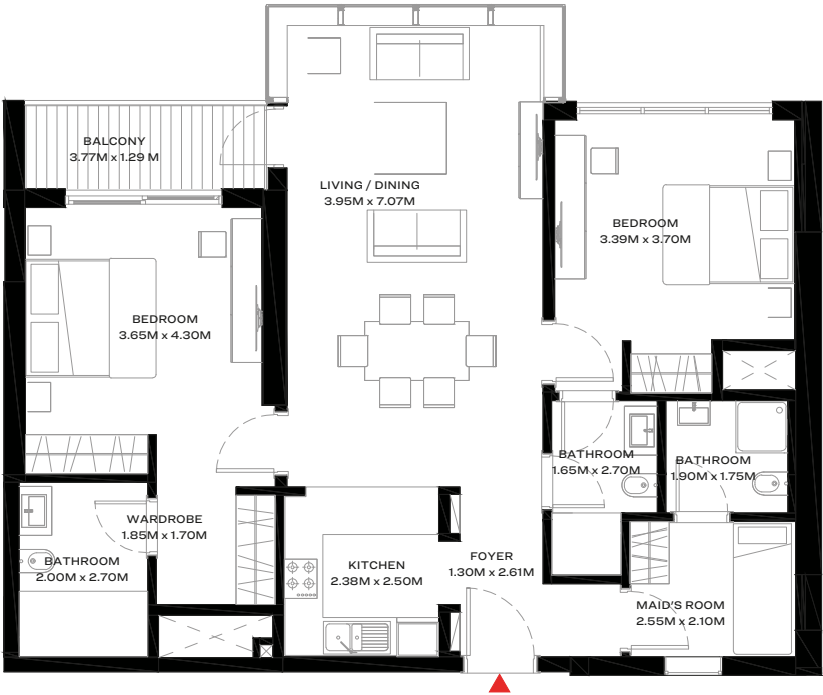 BALCONY
3.77M x 1.29 M
LIVING / DINING
3.95M x 7.07M
BEDROOM
3.39M x 3.70M
BEDROOM
3.65M x 4.30M
BATHROOM
1.65M x 2.70M
BATHROOM
1.90M x 1.75M
WARDROBE
1.85M x 1.70M
BATHROOM
2.00M x 2.70M
KITCHEN
2.38M x 2.50M
FOYER
1.30M x 2.61M
MAID'S ROOM
2.55M x 2.10M